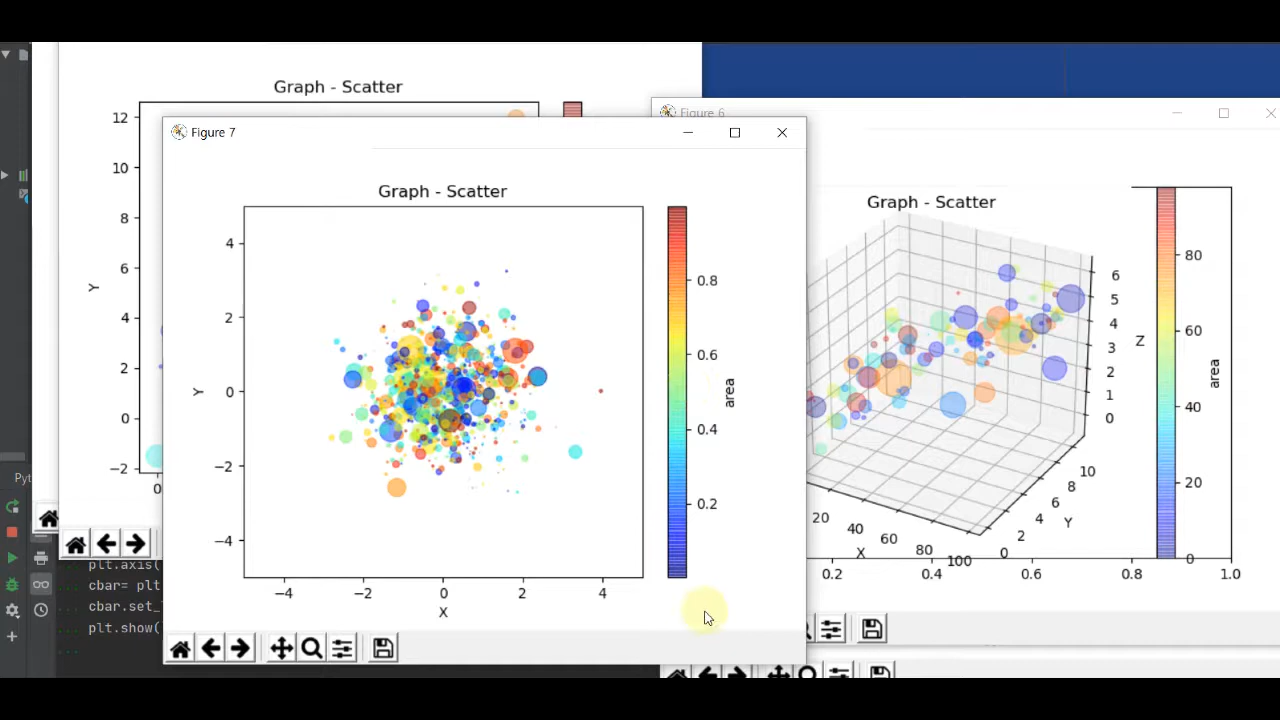 Graph - Scatter
12
10
8
6
4
2
0
−2
Y
0
Figure 7
Graph - Scatter
4
2
0
−2
−4
Y
−4
−2
0
2
4
X
0.8
0.6
0.4
0.2
area
Figure 6
Graph - Scatter
6
5
4
3
2
1
0
Z
10
8
6
4
2
0
Y
20
40
60
80
100
X
80
60
40
20
0
area
0.2
0.4
0.6
0.8
1.0
Pyt
plt.axis(
cbar= plt
cbar.set_
plt.show(